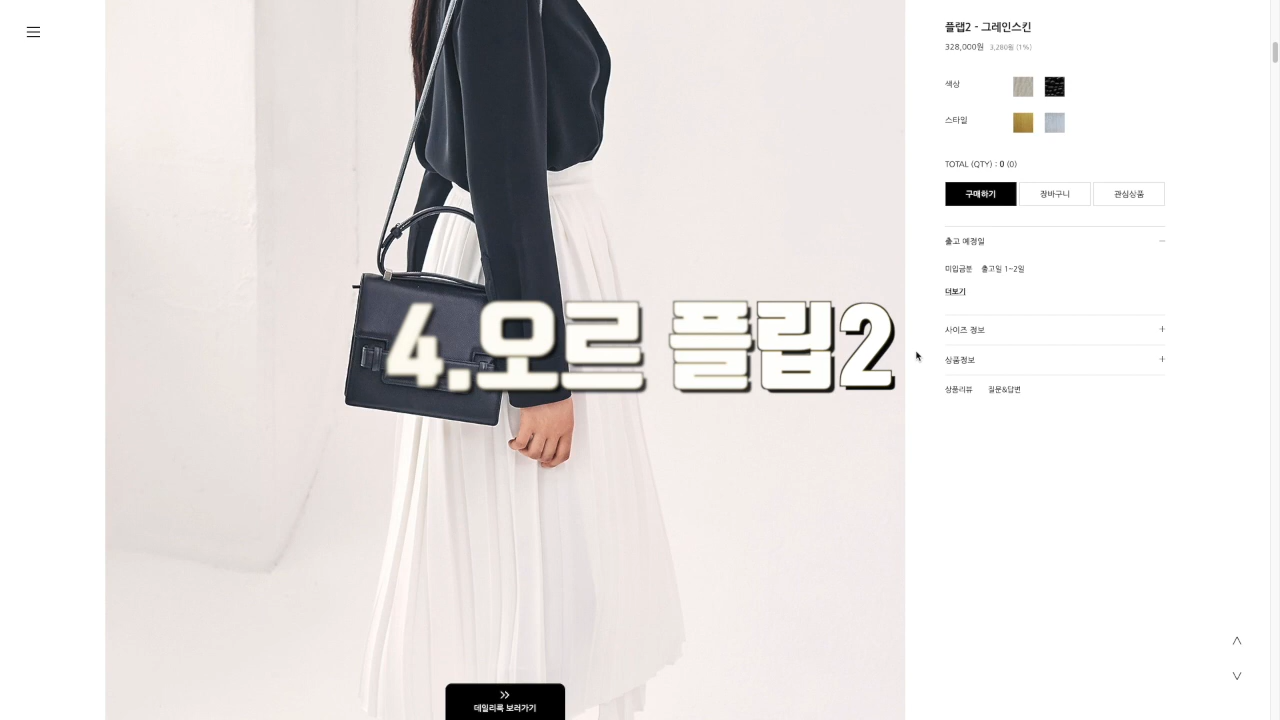 플랩2 - 그레인스킨
328,000원 3,280원 (1%)
색상
스타일
TOTAL (QTY) : 0 (0)
구매하기 장바구니 관심상품
출고 예정일
미입금분 출고일 1~2일
더보기
4.오르 플립2
사이즈 정보
상품정보
상품리뷰 질문&답변
데일리룩 보러가기